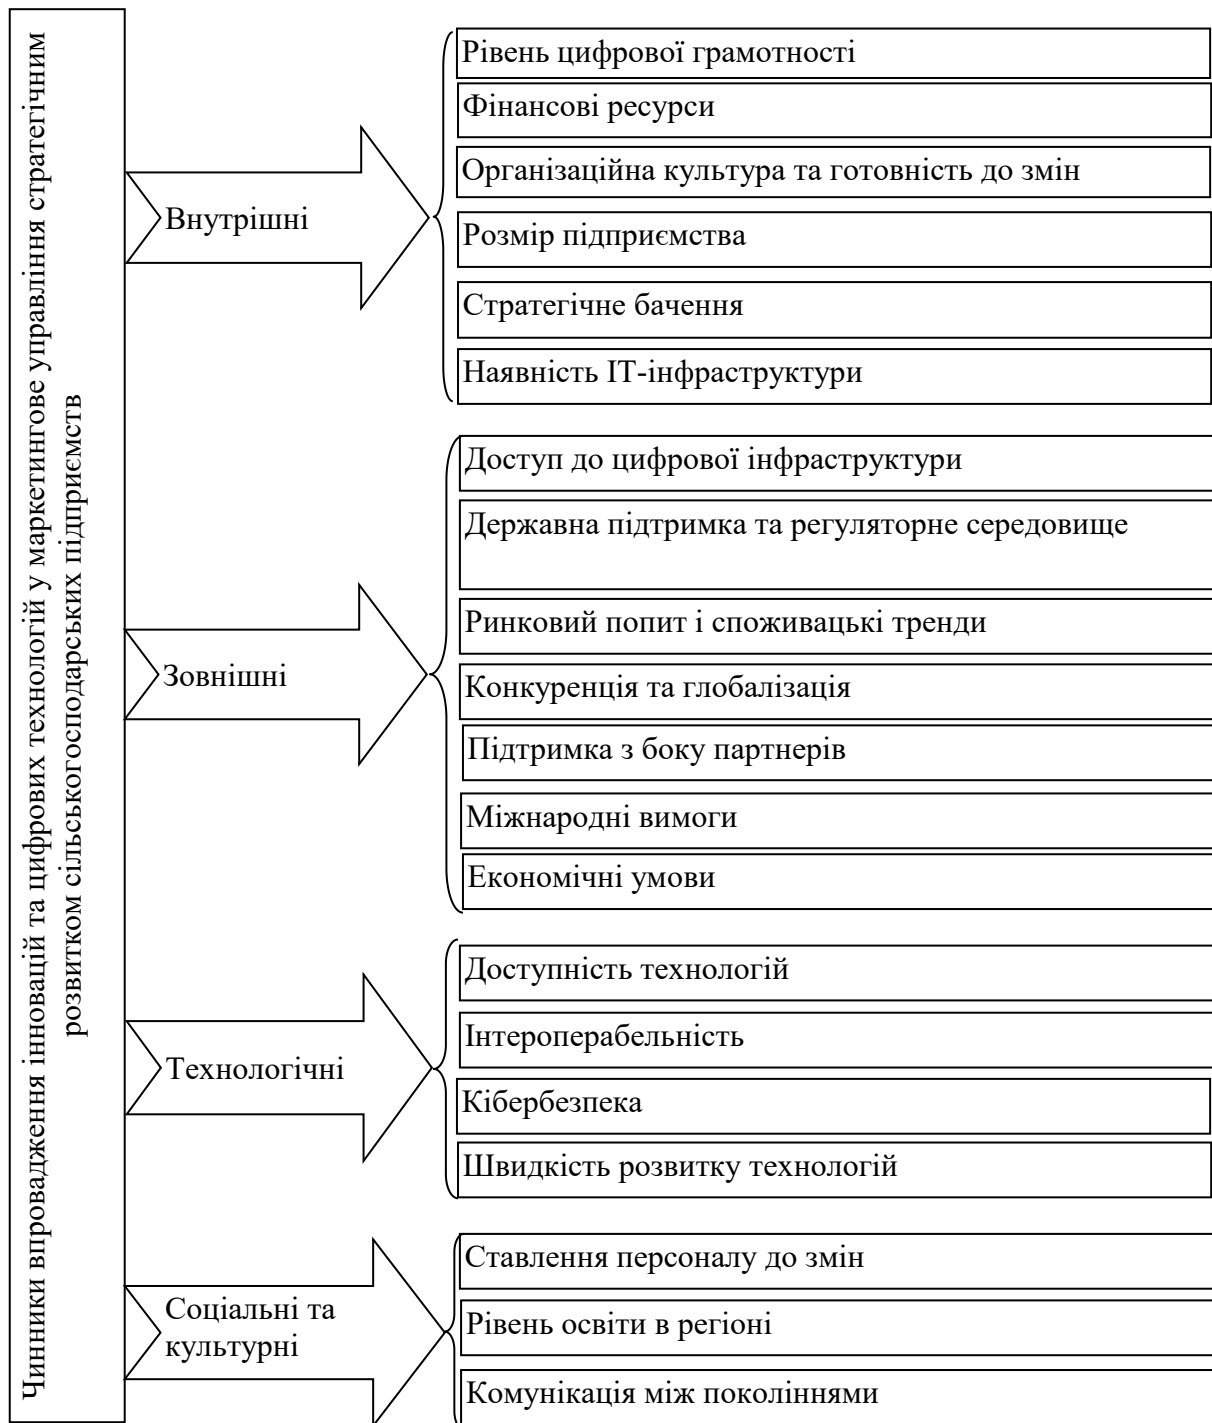 Чинники впровадження інновацій та цифрових технологій у маркетингове управління стратегічним
розвитком сільськогосподарських підприємств
Внутрішні
Рівень цифрової грамотності
Фінансові ресурси
Організаційна культура та готовність до змін
Розмір підприємства
Стратегічне бачення
Наявність ІТ-інфраструктури
Зовнішні
Доступ до цифрової інфраструктури
Державна підтримка та регуляторне середовище
Ринковий попит і споживацькі тренди
Конкуренція та глобалізація
Підтримка з боку партнерів
Міжнародні вимоги
Економічні умови
Технологічні
Доступність технологій
Інтероперабельність
Кібербезпека
Швидкість розвитку технологій
Соціальні та
культурні
Ставлення персоналу до змін
Рівень освіти в регіоні
Комунікація між поколіннями